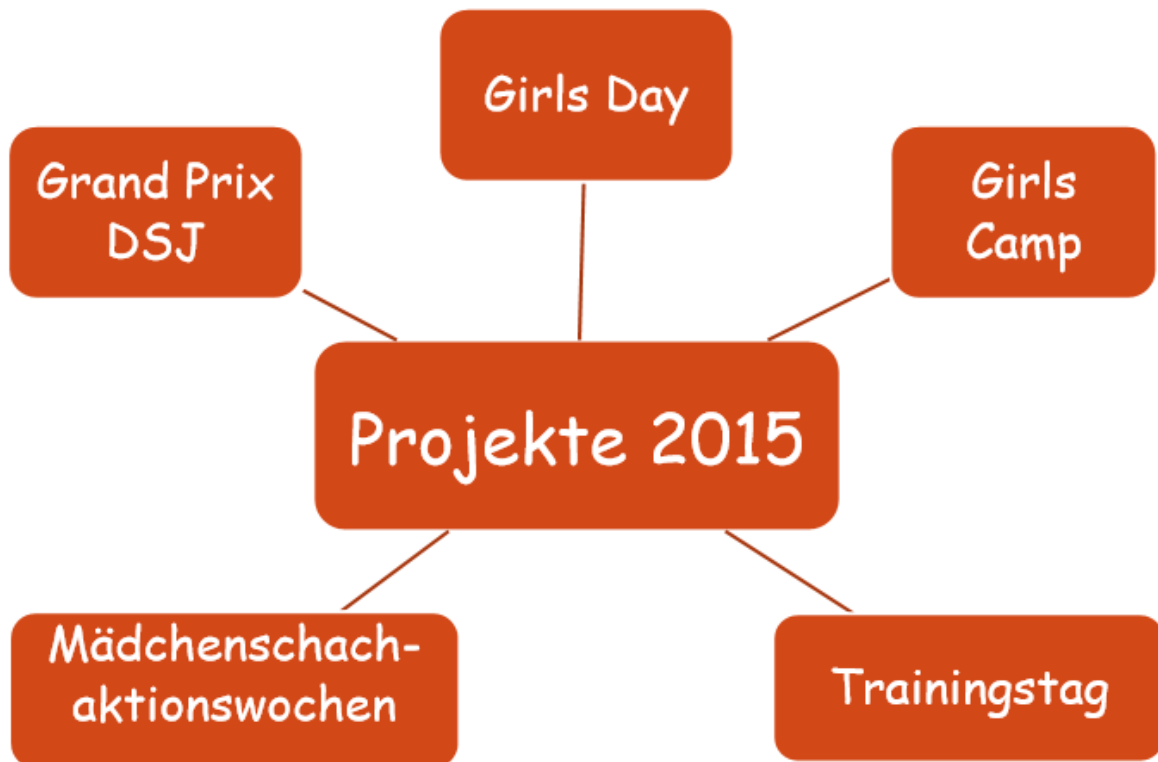 Girls Day
Grand Prix
DSJ
Girls
Camp
Projekte 2015
Mädchenschach-
aktionswochen
Trainingstag